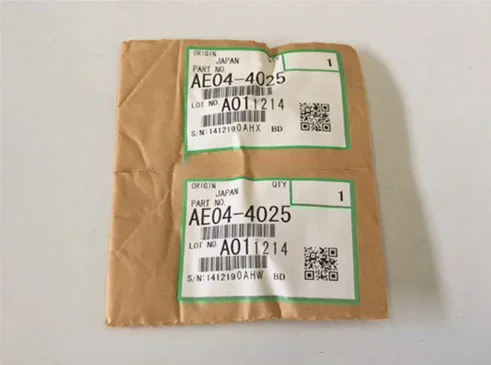 ORIGIN
JAPAN
QTY
1
PART NO.
AE04-4025
LOT NO. A011214
S/N:1412190AHX BD
ORIGIN
JAPAN
QTY
1
PART NO.
AE04-4025
LOT NO. A011214
S/N:1412190AHW BD